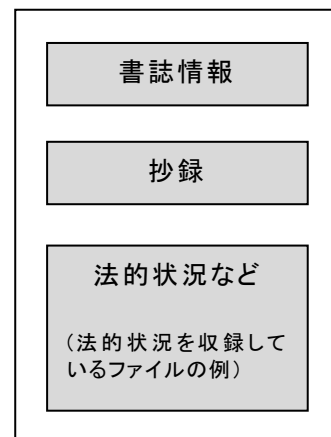 書誌情報
抄録
法的状況など
（法的状況を収録して
いるファイルの例）